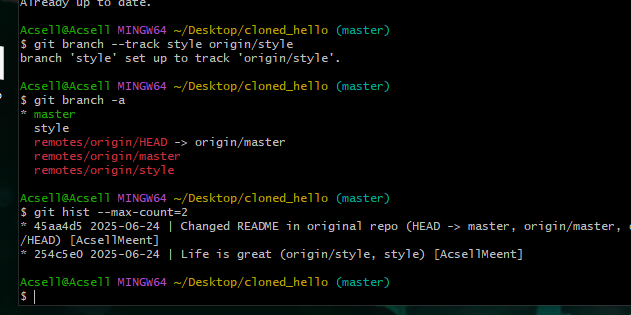 Already up to date.
Acsell@Acsell MINGW64 ~/Desktop/cloned_hello (master)
$ git branch --track style origin/style
branch 'style' set up to track 'origin/style'.
Acsell@Acsell MINGW64 ~/Desktop/cloned_hello (master)
$ git branch -a
* master
style
remotes/origin/HEAD -> origin/master
remotes/origin/master
remotes/origin/style
Acsell@Acsell MINGW64 ~/Desktop/cloned_hello (master)
$ git hist --max-count=2
* 45aa4d5 2025-06-24 | Changed README in original repo (HEAD -> master, origin/master,
/HEAD) [AcsellMeent]
* 254c5e0 2025-06-24 | Life is great (origin/style, style) [AcsellMeent]
Acsell@Acsell MINGW64 ~/Desktop/cloned_hello (master)
$